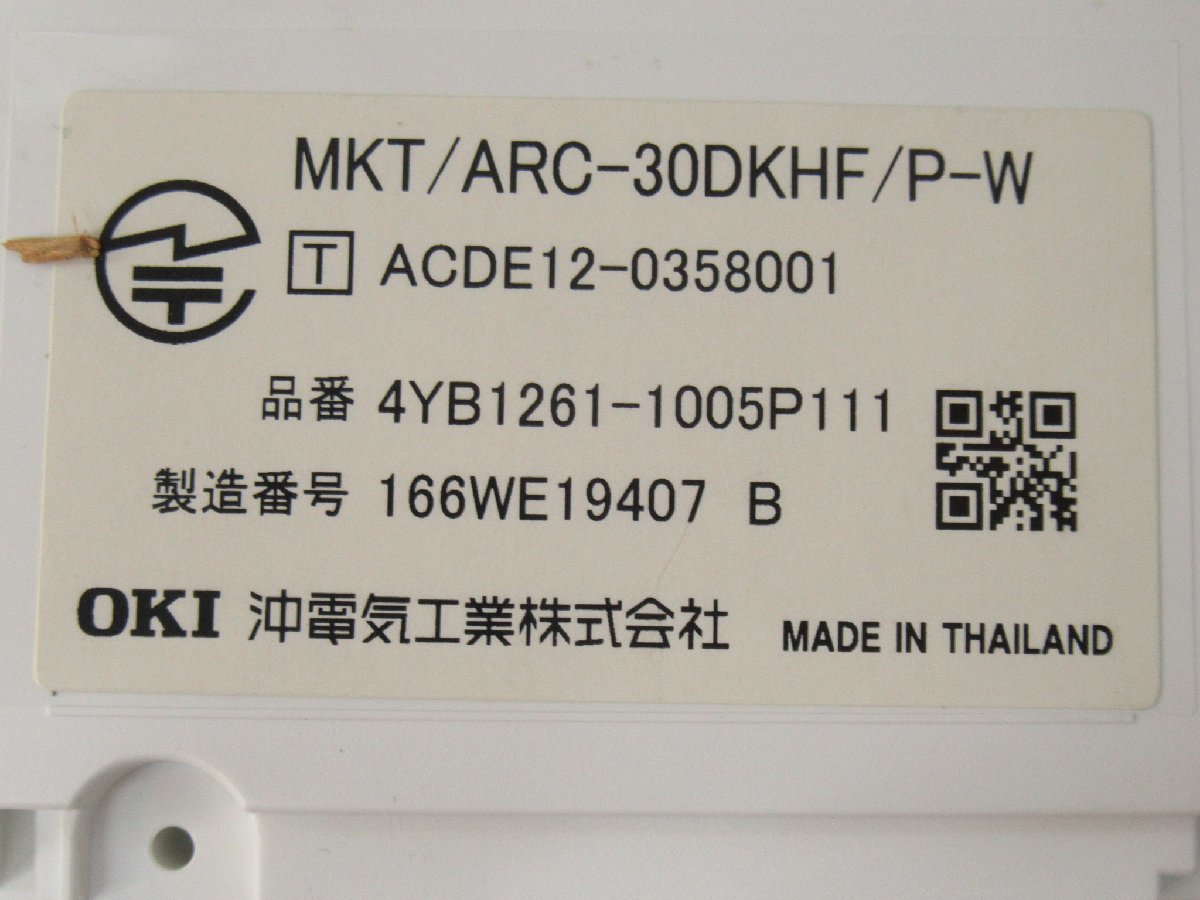 MKT/ARC-30DKHF/P-W
T ACDE12-0358001
品番 4YB1261-1005P111
製造番号 166WE19407 B
OKI 沖電気工業株式会社 MADE IN THAILAND